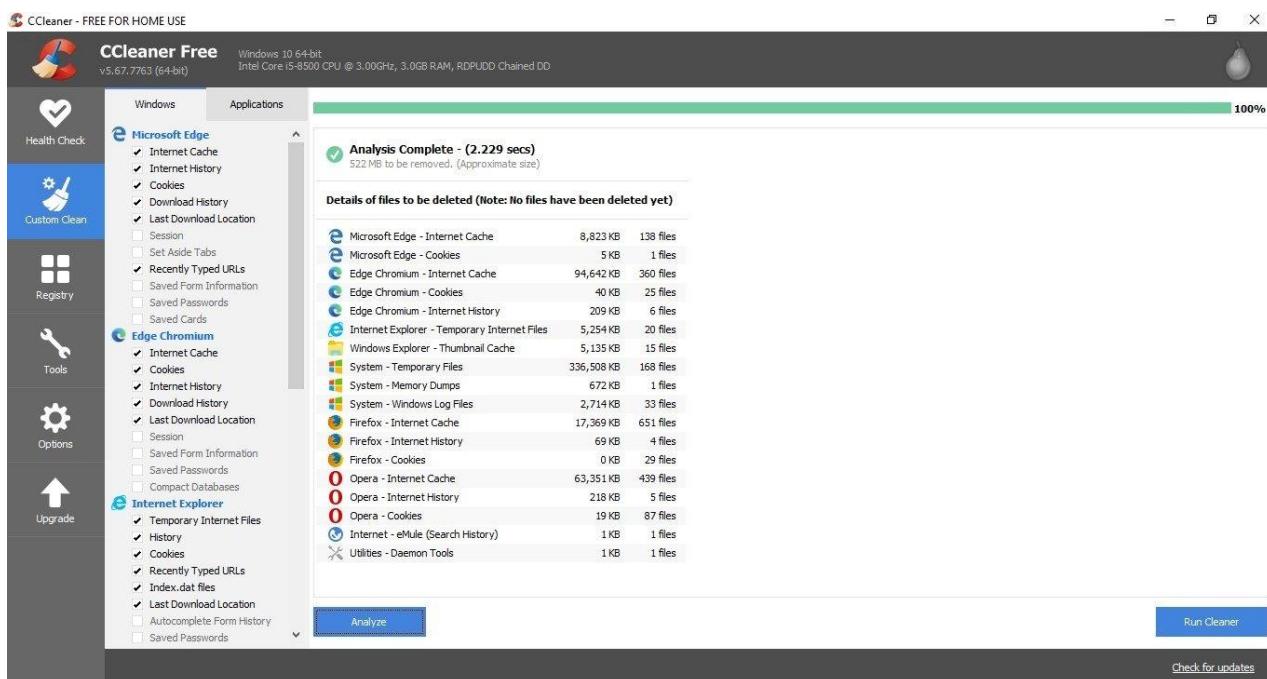 CCleaner - FREE FOR HOME USE
CCleaner Free
v5.67.7763 (64-bit)
Windows 10 64-bit
Intel Core i5-8500 CPU @ 3.00GHz, 3.0GB RAM, RDPUDD Chained DD
Health Check
Custom Clean
Registry
Tools
Options
Upgrade
Windows Applications
Microsoft Edge
Internet Cache
Internet History
Cookies
Download History
Last Download Location
Session
Set Aside Tabs
Recently Typed URLs
Saved Form Information
Saved Passwords
Saved Cards
Edge Chromium
Internet Cache
Cookies
Internet History
Download History
Last Download Location
Session
Saved Form Information
Saved Passwords
Compact Databases
Internet Explorer
Temporary Internet Files
History
Cookies
Recently Typed URLs
Index.dat files
Last Download Location
Autocomplete Form History
Saved Passwords
100%
Analysis Complete - (2.229 secs)
522 MB to be removed. (Approximate size)
Details of files to be deleted (Note: No files have been deleted yet)
Microsoft Edge - Internet Cache 8,823 KB 138 files
Microsoft Edge - Cookies 5 KB 1 files
Edge Chromium - Internet Cache 94,642 KB 360 files
Edge Chromium - Cookies 40 KB 25 files
Edge Chromium - Internet History 209 KB 6 files
Internet Explorer - Temporary Internet Files 5,254 KB 20 files
Windows Explorer - Thumbnail Cache 5,135 KB 15 files
System - Temporary Files 336,508 KB 168 files
System - Memory Dumps 672 KB 1 files
System - Windows Log Files 2,714 KB 33 files
Firefox - Internet Cache 17,369 KB 651 files
Firefox - Internet History 69 KB 4 files
Firefox - Cookies 0 KB 29 files
Opera - Internet Cache 63,351 KB 439 files
Opera - Internet History 218 KB 5 files
Opera - Cookies 19 KB 87 files
Internet - eMule (Search History) 1 KB 1 files
Utilities - Daemon Tools 1 KB 1 files
Analyze
Run Cleaner
Check for updates